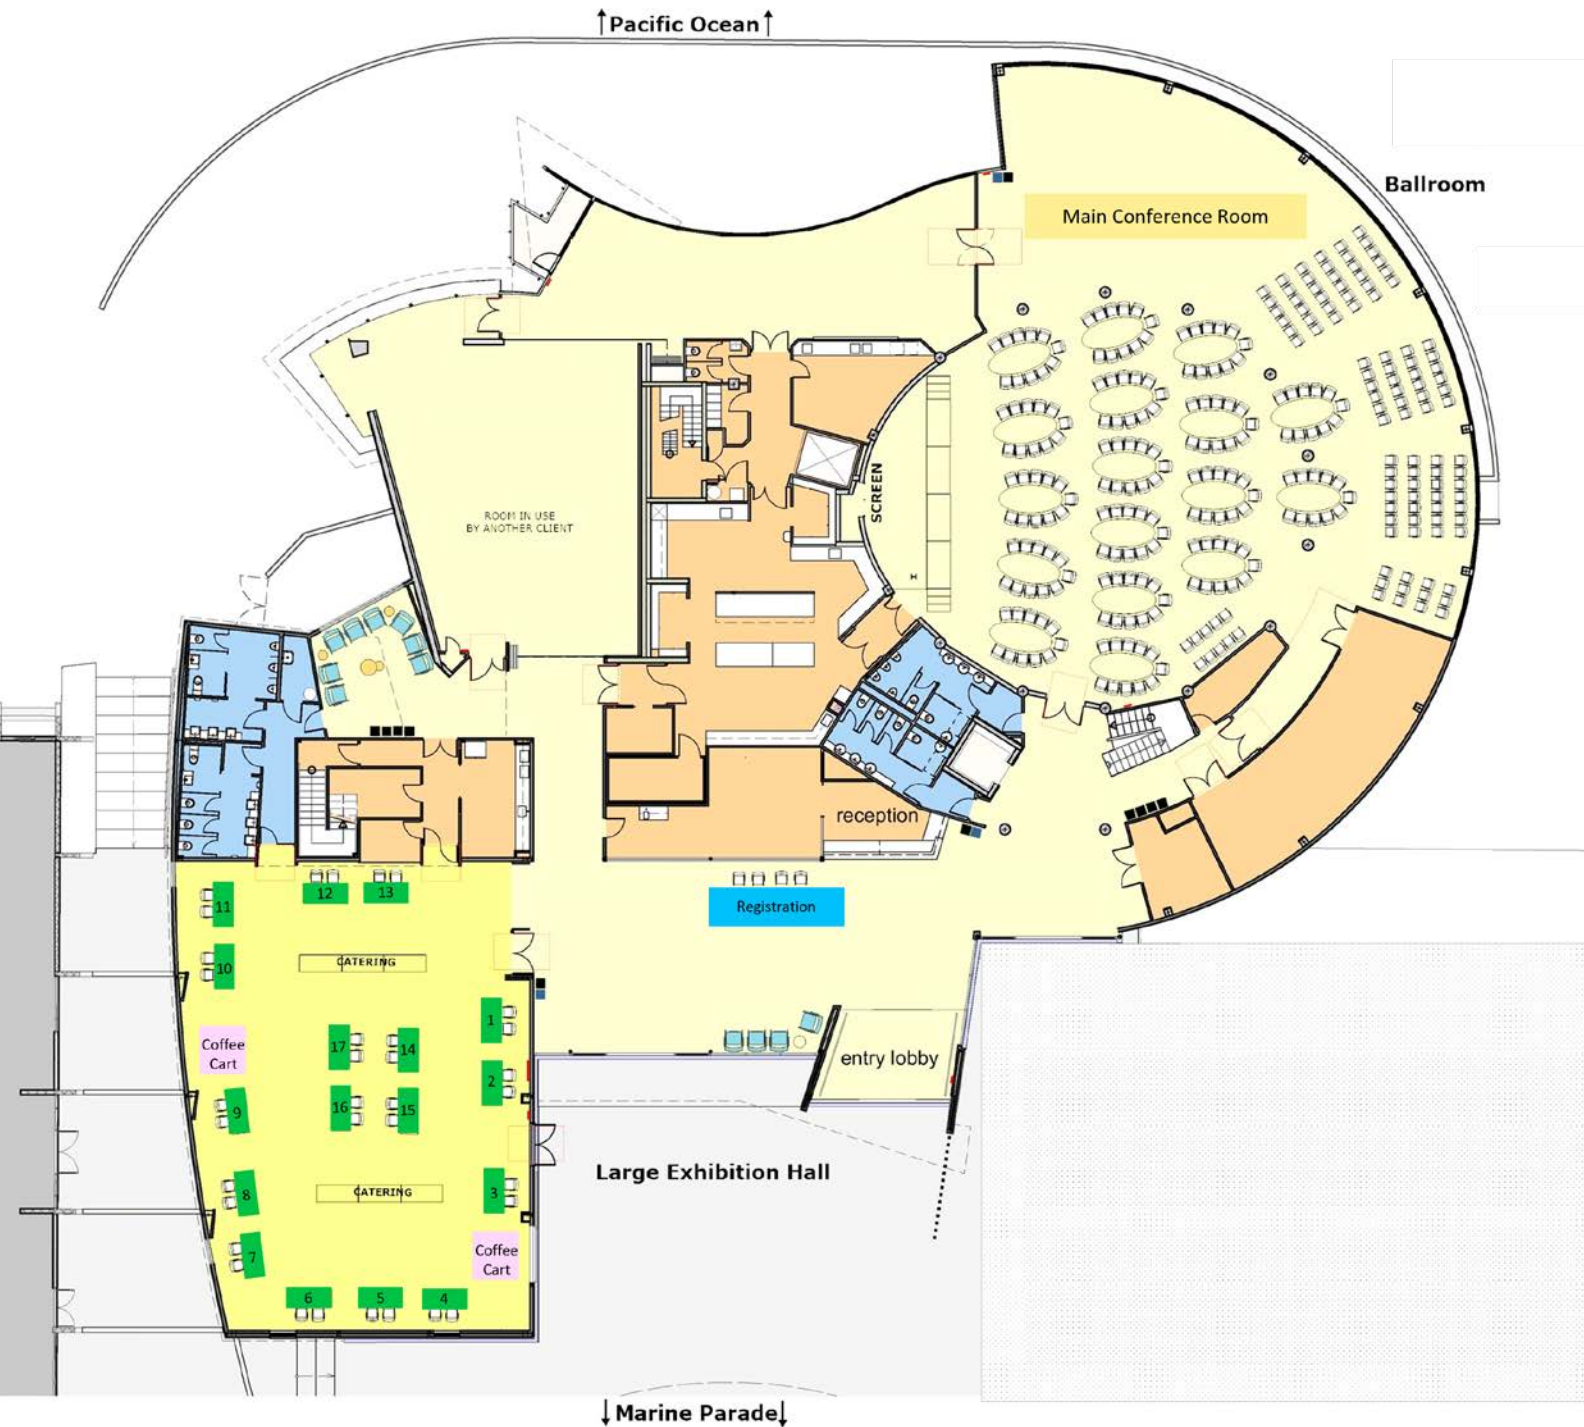 ↑Pacific Ocean↑
Ballroom
Main Conference Room
SCREEN
ROOM IN USE
BY ANOTHER CLIENT
H
reception
Registration
12
13
11
10
CATERING
1
Coffee
Cart
17
14
2
9
16
15
entry lobby
Large Exhibition Hall
8
CATERING
3
7
Coffee
Cart
6
5
4
↓Marine Parade↓